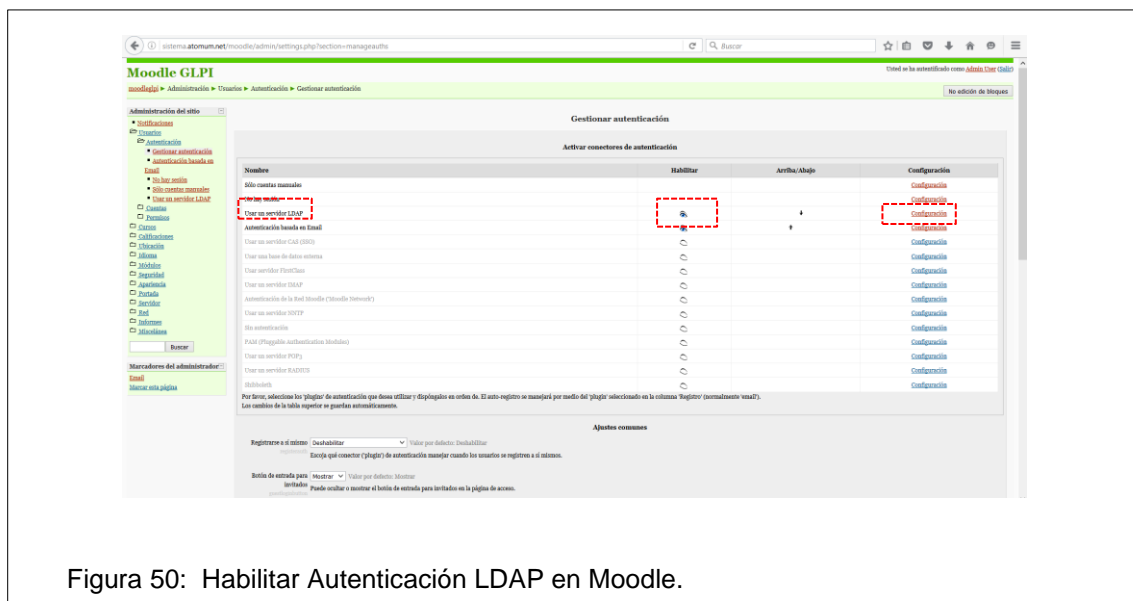 sistema.atomum.net/moodle/admin/settings.php?section=manageauths
Buscar
Moodle GLPI
Usted se ha autentificado como Admin User (Salir)
moodleglpi ► Administración ► Usuarios ► Autenticación ► Gestionar autenticación
No edición de bloques
Administración del sitio
Notificaciones
Usuarios
Autenticación
Gestionar autenticación
Autenticación basada en
Email
No hay sesión
Sólo cuentas manuales
Usar un servidor LDAP
Cuentas
Permisos
Cursos
Calificaciones
Ubicación
Idioma
Módulos
Seguridad
Apariencia
Portada
Servidor
Red
Informes
Miscelánea
Buscar
Marcadores del administrador
Email
Marcar esta página
Gestionar autenticación
Activar conectores de autenticación
Nombre Habilitar Arriba/Abajo Configuración
Sólo cuentas manuales Configuración
No hay sesión Configuración
Usar un servidor LDAP Configuración
Autenticación basada en Email Configuración
Usar un servidor CAS (SSO) Configuración
Usar una base de datos externa Configuración
Usar servidor FirstClass Configuración
Usar un servidor IMAP Configuración
Autenticación de la Red Moodle ('Moodle Network') Configuración
Usar un servidor NNTP Configuración
Sin autenticación Configuración
PAM (Pluggable Authentication Modules) Configuración
Usar un servidor POP3 Configuración
Usar un servidor RADIUS Configuración
Shibboleth Configuración
Por favor, seleccione los 'plugins' de autenticación que desea utilizar y dispóngalos en orden de. El auto-registro se manejará por medio del 'plugin' seleccionado en la columna 'Registro' (normalmente 'email').
Los cambios de la tabla superior se guardan automáticamente.
Ajustes comunes
Registrarse a sí mismo Deshabilitar Valor por defecto: Deshabilitar
registerauth
Escoja qué conector ('plugin') de autenticación manejar cuando los usuarios se registren a sí mismos.
Botón de entrada para Mostrar Valor por defecto: Mostrar
invitados
Puede ocultar o mostrar el botón de entrada para invitados en la página de acceso.
Figura 50: Habilitar Autenticación LDAP en Moodle.